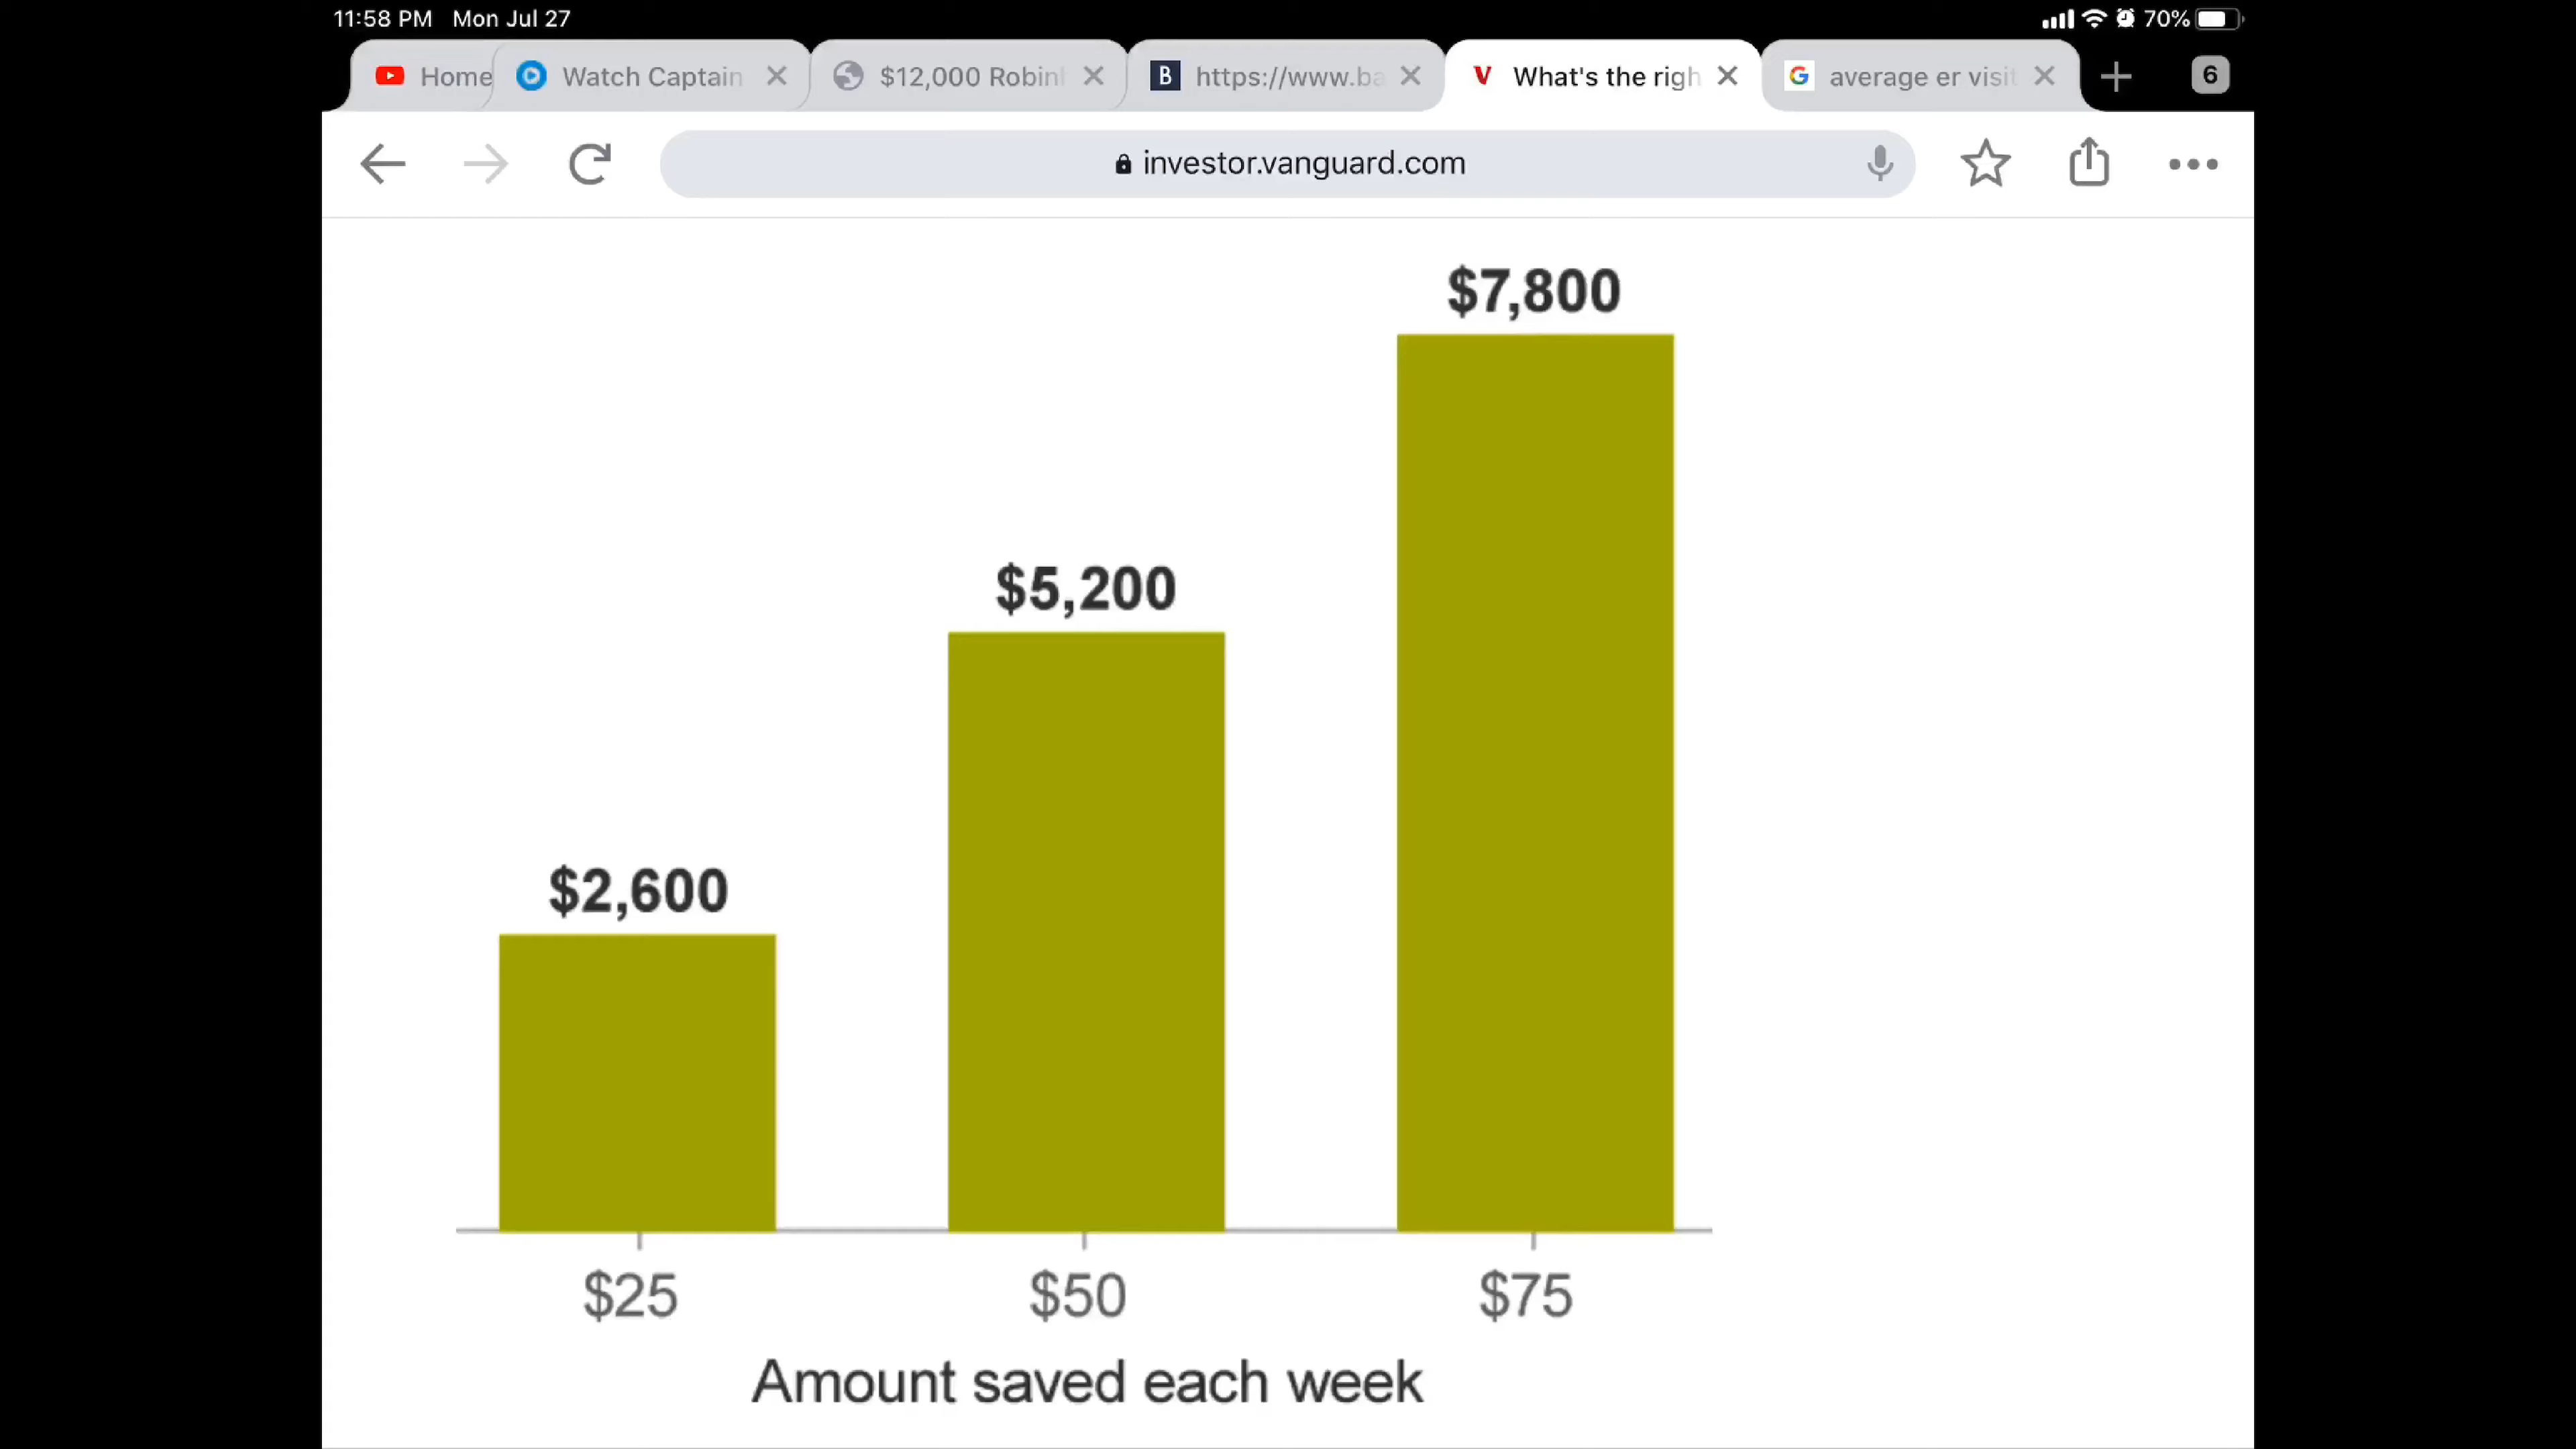 11:58 PM Mon Jul 27
70%
Home
Watch Captain
$12,000 Robin
B https://www.ba
V What's the righ
G average er visi
6
investor.vanguard.com
$7,800
$5,200
$2,600
$25 $50 $75
Amount saved each week